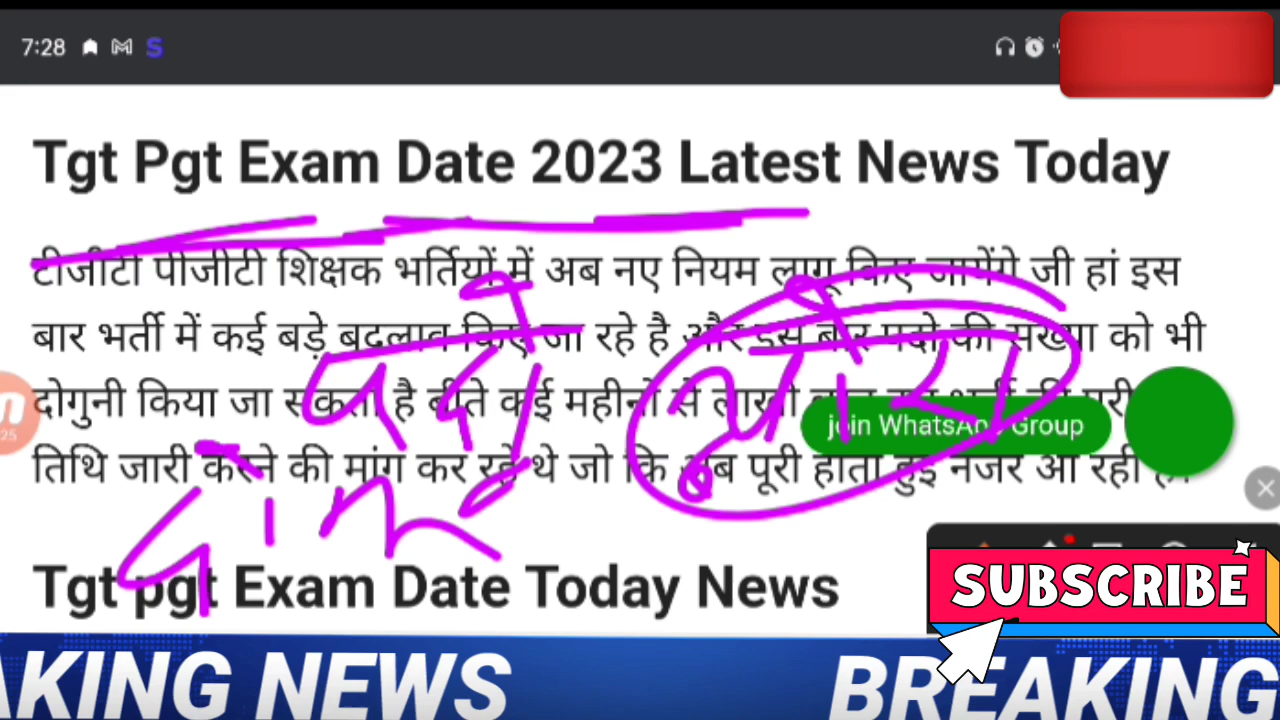 7:28
Tgt Pgt Exam Date 2023 Latest News Today
टीजीटी पीजीटी शिक्षक भर्तियों में अब नए नियम लागू किए जायेंगे जी हां इस
बार भर्ती में कई बड़े बदलाव किए जा रहे है और इस बार पदो की संख्या को भी
दोगुनी किया जा सकता है बीते कई महीनो से लाखो
join WhatsApp Group
तिथि जारी करने की मांग कर रहे थे जो कि अब पूरी होती हुई नजर आ रही
Tgt pgt Exam Date Today News
SUBSCRIBE
AKING NEWS BREAKING